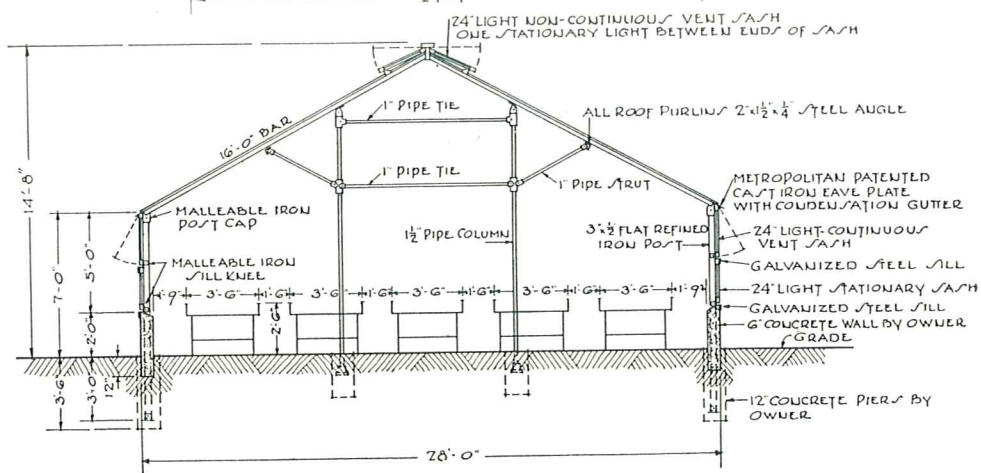 24" LIGHT NON-CONTINUOUS VENT SASH
ONE STATIONARY LIGHT BETWEEN ENDS OF SASH
1" PIPE TIE
ALL ROOF PURLINS 2"x1½"x¼" STEEL ANGLE
16'-0" BAR
14'-8"
1" PIPE TIE
1" PIPE STRUT
METROPOLITAN PATENTED
CAST IRON EAVE PLATE
WITH CONDENSATION GUTTER
MALLEABLE IRON
POST CAP
1½" PIPE COLUMN
3"x½" FLAT REFINED
IRON POST
24" LIGHT-CONTINUOUS
VENT SASH
MALLEABLE IRON
SILL KNEE
GALVANIZED STEEL SILL
7'-0"
5'-0"
1'-9" 3'-6" 1'-6" 3'-6" 1'-6" 3'-6" 1'-6" 3'-6" 1'-6" 3'-6" 1'-9"
24" LIGHT STATIONARY SASH
2'-6"
GALVANIZED STEEL SILL
2'-0"
6" CONCRETE WALL BY OWNER
GRADE
3'-6"
3'-0"
12"
12" CONCRETE PIERS BY
OWNER
28'-0"